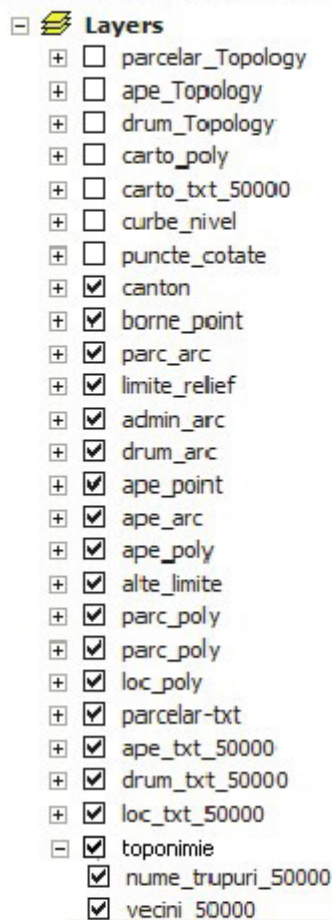 Layers
parcelar_Topology
ape_Topology
drum_Topology
carto_poly
carto_txt_50000
curbe_nivel
puncte_cotate
canton
borne_point
parc_arc
limite_relief
admin_arc
drum_arc
ape_point
ape_arc
ape_poly
alte_limite
parc_poly
parc_poly
loc_poly
parcelar-txt
ape_txt_50000
drum_txt_50000
loc_txt_50000
toponimie
nume_trupuri_50000
vecini_50000